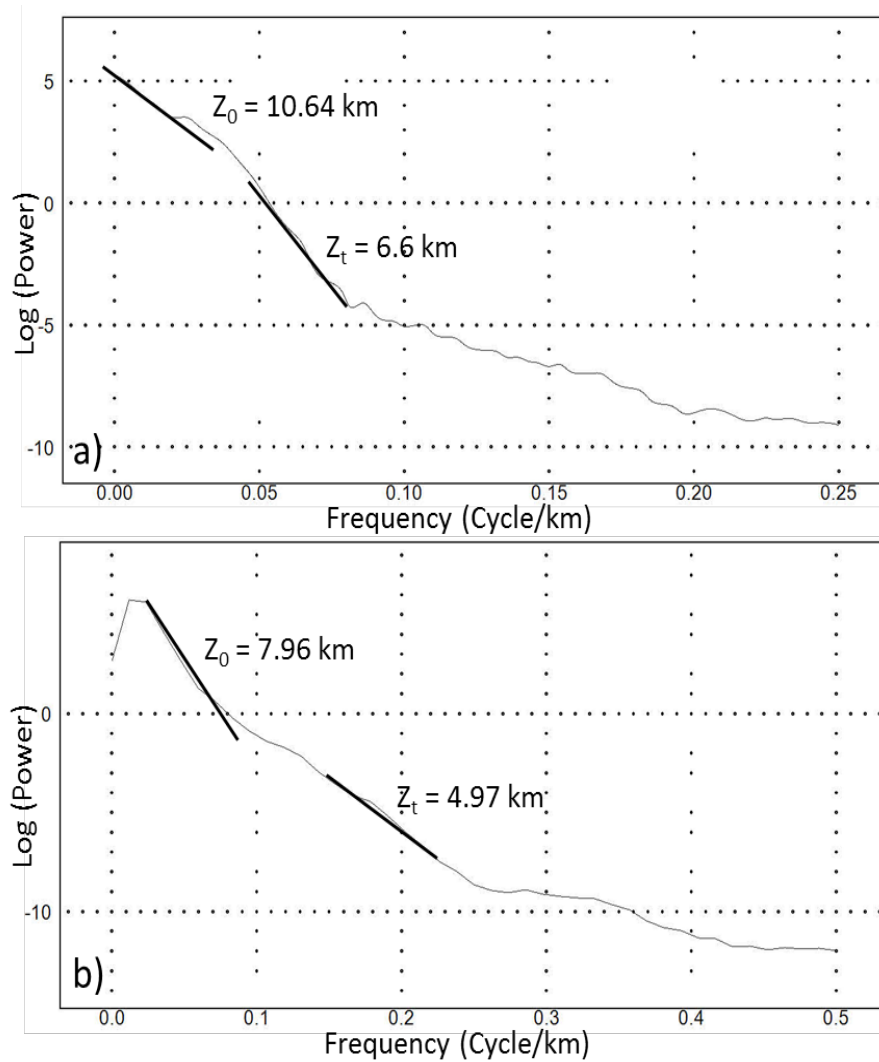 5
0
-5
-10
Log (Power)
Z₀ = 10.64 km
Zₜ = 6.6 km
a)
0.00 0.05 0.10 0.15 0.20 0.25
Frequency (Cycle/km)
0
-10
Log (Power)
Z₀ = 7.96 km
Zₜ = 4.97 km
b)
0.0 0.1 0.2 0.3 0.4 0.5
Frequency (Cycle/km)